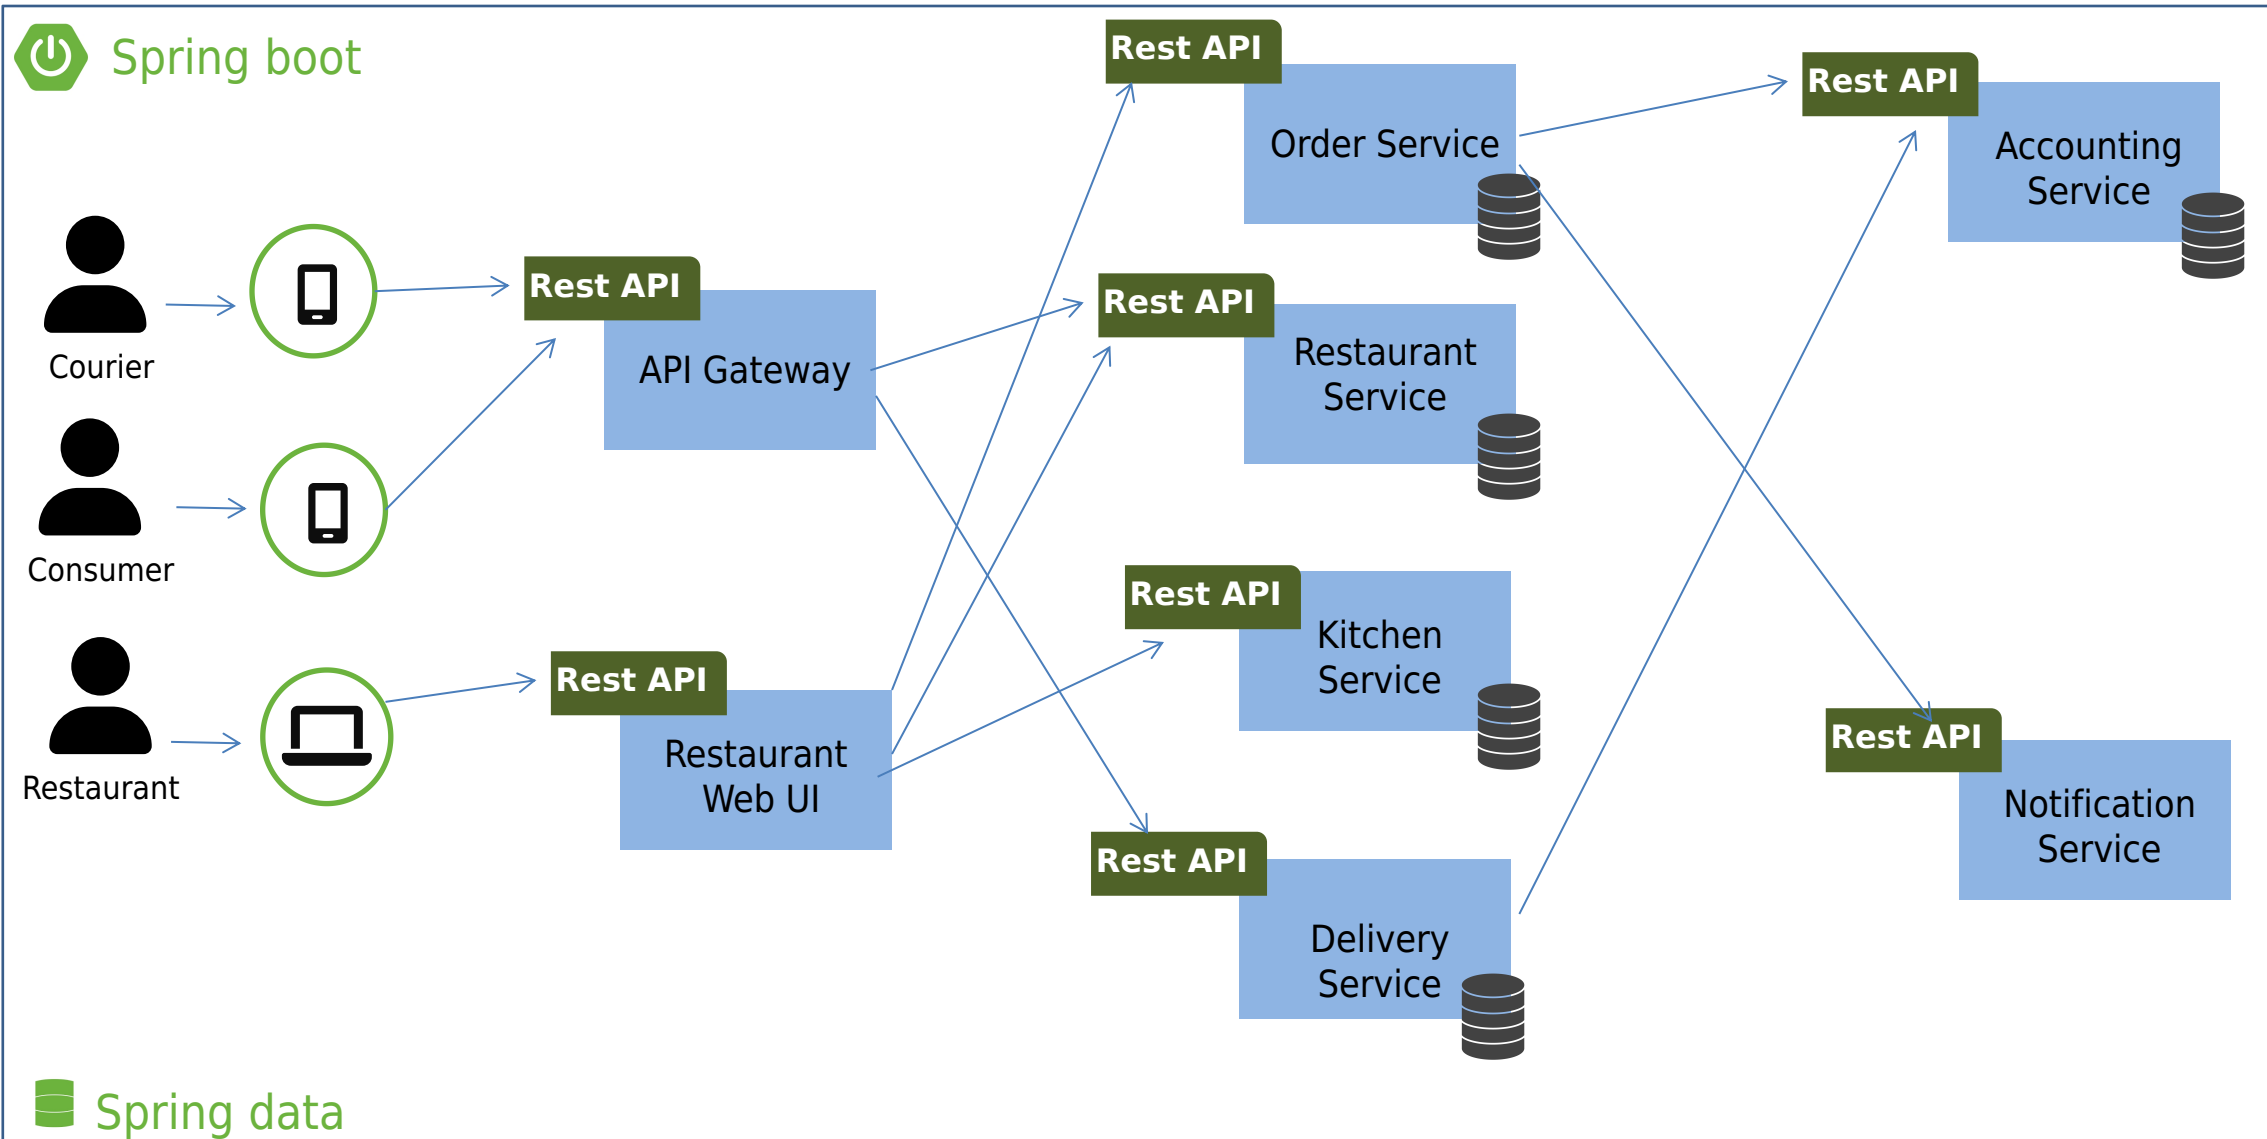 Spring boot
Rest API
Order Service
Rest API
Accounting
Service
Courier
Rest API
API Gateway
Rest API
Restaurant
Service
Consumer
Rest API
Kitchen
Service
Restaurant
Rest API
Restaurant
Web UI
Rest API
Delivery
Service
Rest API
Notification
Service
Spring data